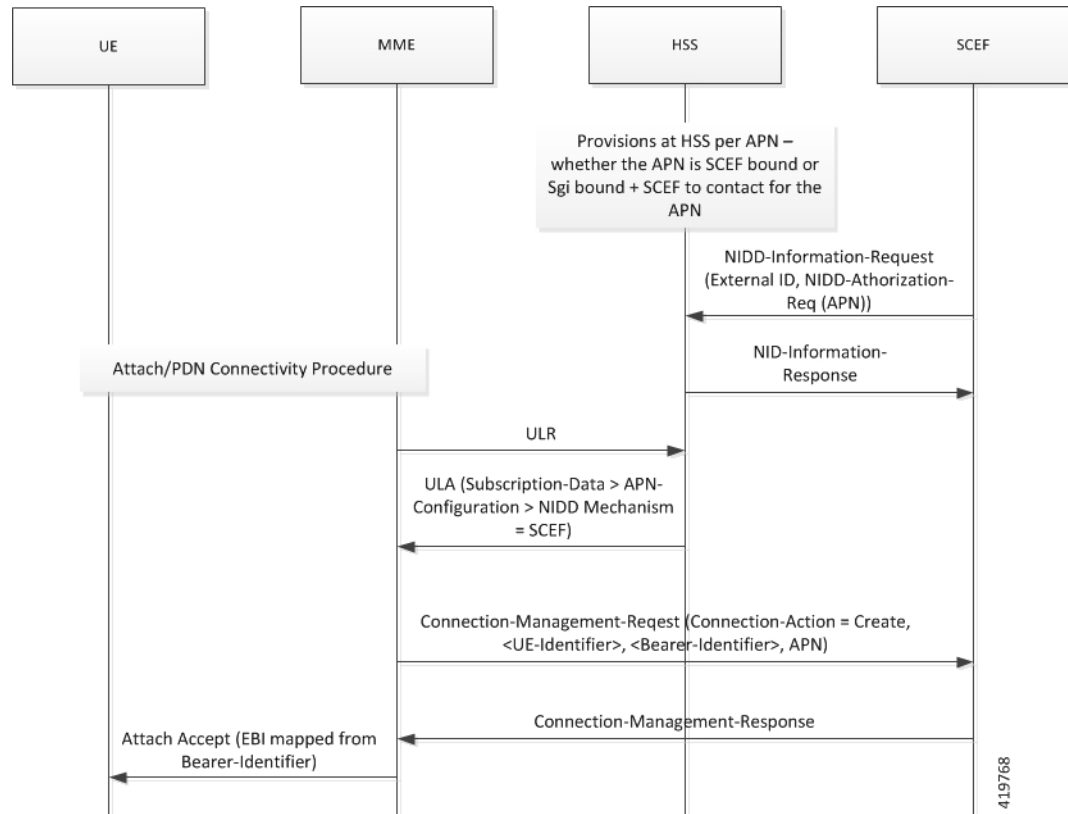 UE
MME
HSS
SCEF
Provisions at HSS per APN –
whether the APN is SCEF bound or
Sgi bound + SCEF to contact for the
APN
NIDD-Information-Request
(External ID, NIDD-Athorization-
Req (APN))
Attach/PDN Connectivity Procedure
NID-Information-
Response
ULR
ULA (Subscription-Data > APN-
Configuration > NIDD Mechanism
= SCEF)
Connection-Management-Reqest (Connection-Action = Create,
<UE-Identifier>, <Bearer-Identifier>, APN)
Connection-Management-Response
Attach Accept (EBI mapped from
Bearer-Identifier)
419768